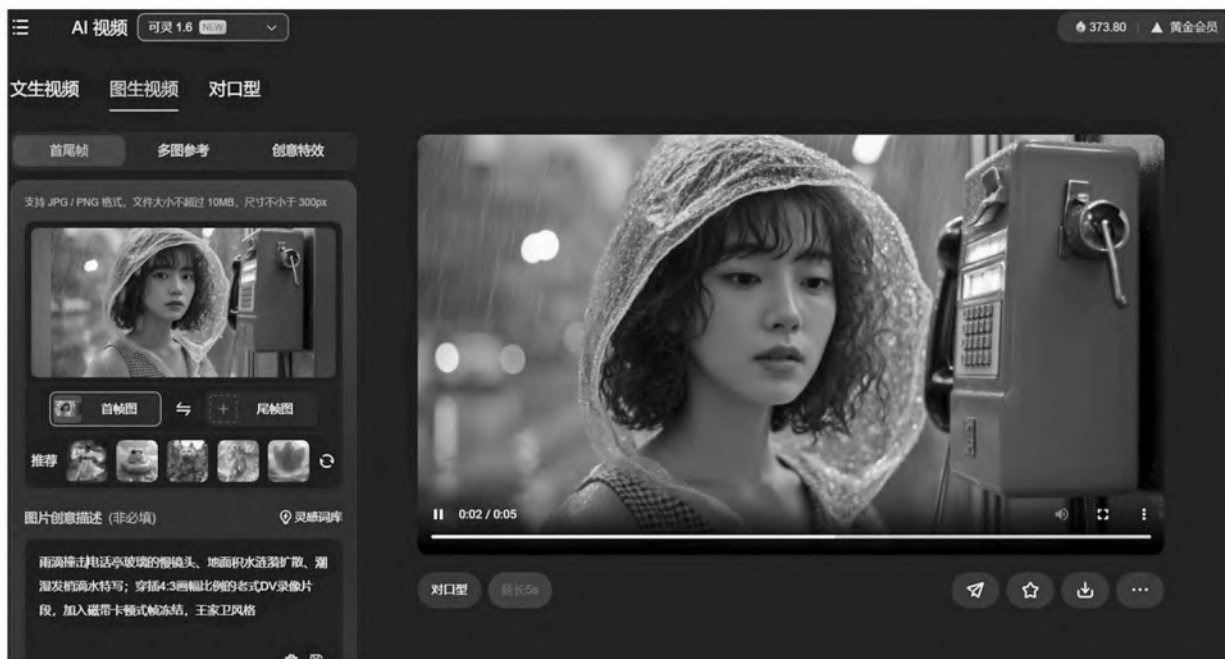 AI 视频 可灵 1.6 NEW
373.80 黄金会员
文生视频 图生视频 对口型
首尾帧 多图参考 创意特效
支持 JPG / PNG 格式，文件大小不超过 10MB，尺寸不小于 300px
首帧图 尾帧图
推荐
图片创意描述 (非必填) 灵感词库
雨滴撞击电话亭玻璃的慢镜头、地面积水涟漪扩散、潮
湿发梢滴水特写；穿插4:3画幅比例的老式DV录像片
段，加入磁带卡顿式帧冻结，王家卫风格
0:02 / 0:05
对口型 延长5s